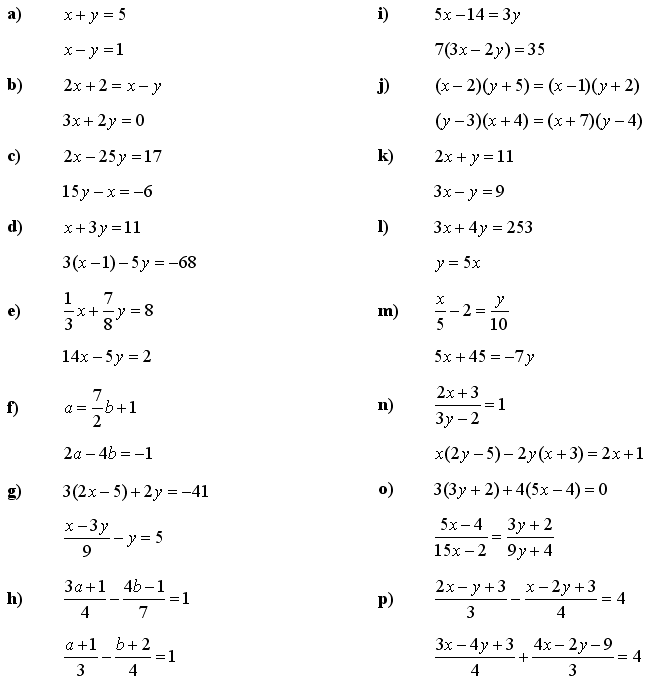 a) x + y = 5
x − y = 1
b) 2x + 2 = x − y
3x + 2y = 0
c) 2x − 25y = 17
15y − x = −6
d) x + 3y = 11
3(x − 1) − 5y = −68
e) 1/3 x + 7/8 y = 8
14x − 5y = 2
f) a = 7/2 b + 1
2a − 4b = −1
g) 3(2x − 5) + 2y = −41
(x − 3y)/9 − y = 5
h) (3a + 1)/4 − (4b − 1)/7 = 1
(a + 1)/3 − (b + 2)/4 = 1
i) 5x − 14 = 3y
7(3x − 2y) = 35
j) (x − 2)(y + 5) = (x − 1)(y + 2)
(y − 3)(x + 4) = (x + 7)(y − 4)
k) 2x + y = 11
3x − y = 9
l) 3x + 4y = 253
y = 5x
m) x/5 − 2 = y/10
5x + 45 = −7y
n) (2x + 3)/(3y − 2) = 1
x(2y − 5) − 2y(x + 3) = 2x + 1
o) 3(3y + 2) + 4(5x − 4) = 0
(5x − 4)/(15x − 2) = (3y + 2)/(9y + 4)
p) (2x − y + 3)/3 − (x − 2y + 3)/4 = 4
(3x − 4y + 3)/4 + (4x − 2y − 9)/3 = 4